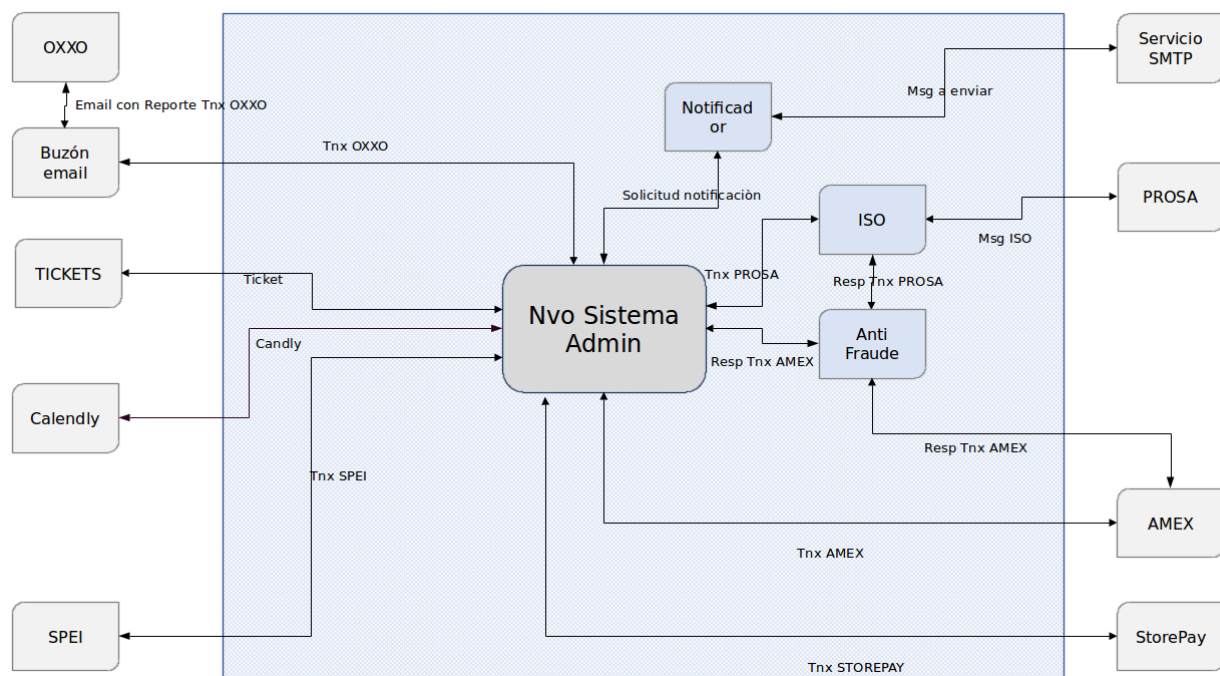 OXXO
Servicio
SMTP
Email con Reporte Tnx OXXO
Msg a enviar
Notificad
or
Buzón
email
Tnx OXXO
Solicitud notificaciòn
ISO
PROSA
Msg ISO
TICKETS
Ticket
Tnx PROSA
Resp Tnx PROSA
Nvo Sistema
Admin
Anti
Fraude
Candly
Resp Tnx AMEX
Calendly
Resp Tnx AMEX
Tnx SPEI
AMEX
Tnx AMEX
SPEI
StorePay
Tnx STOREPAY